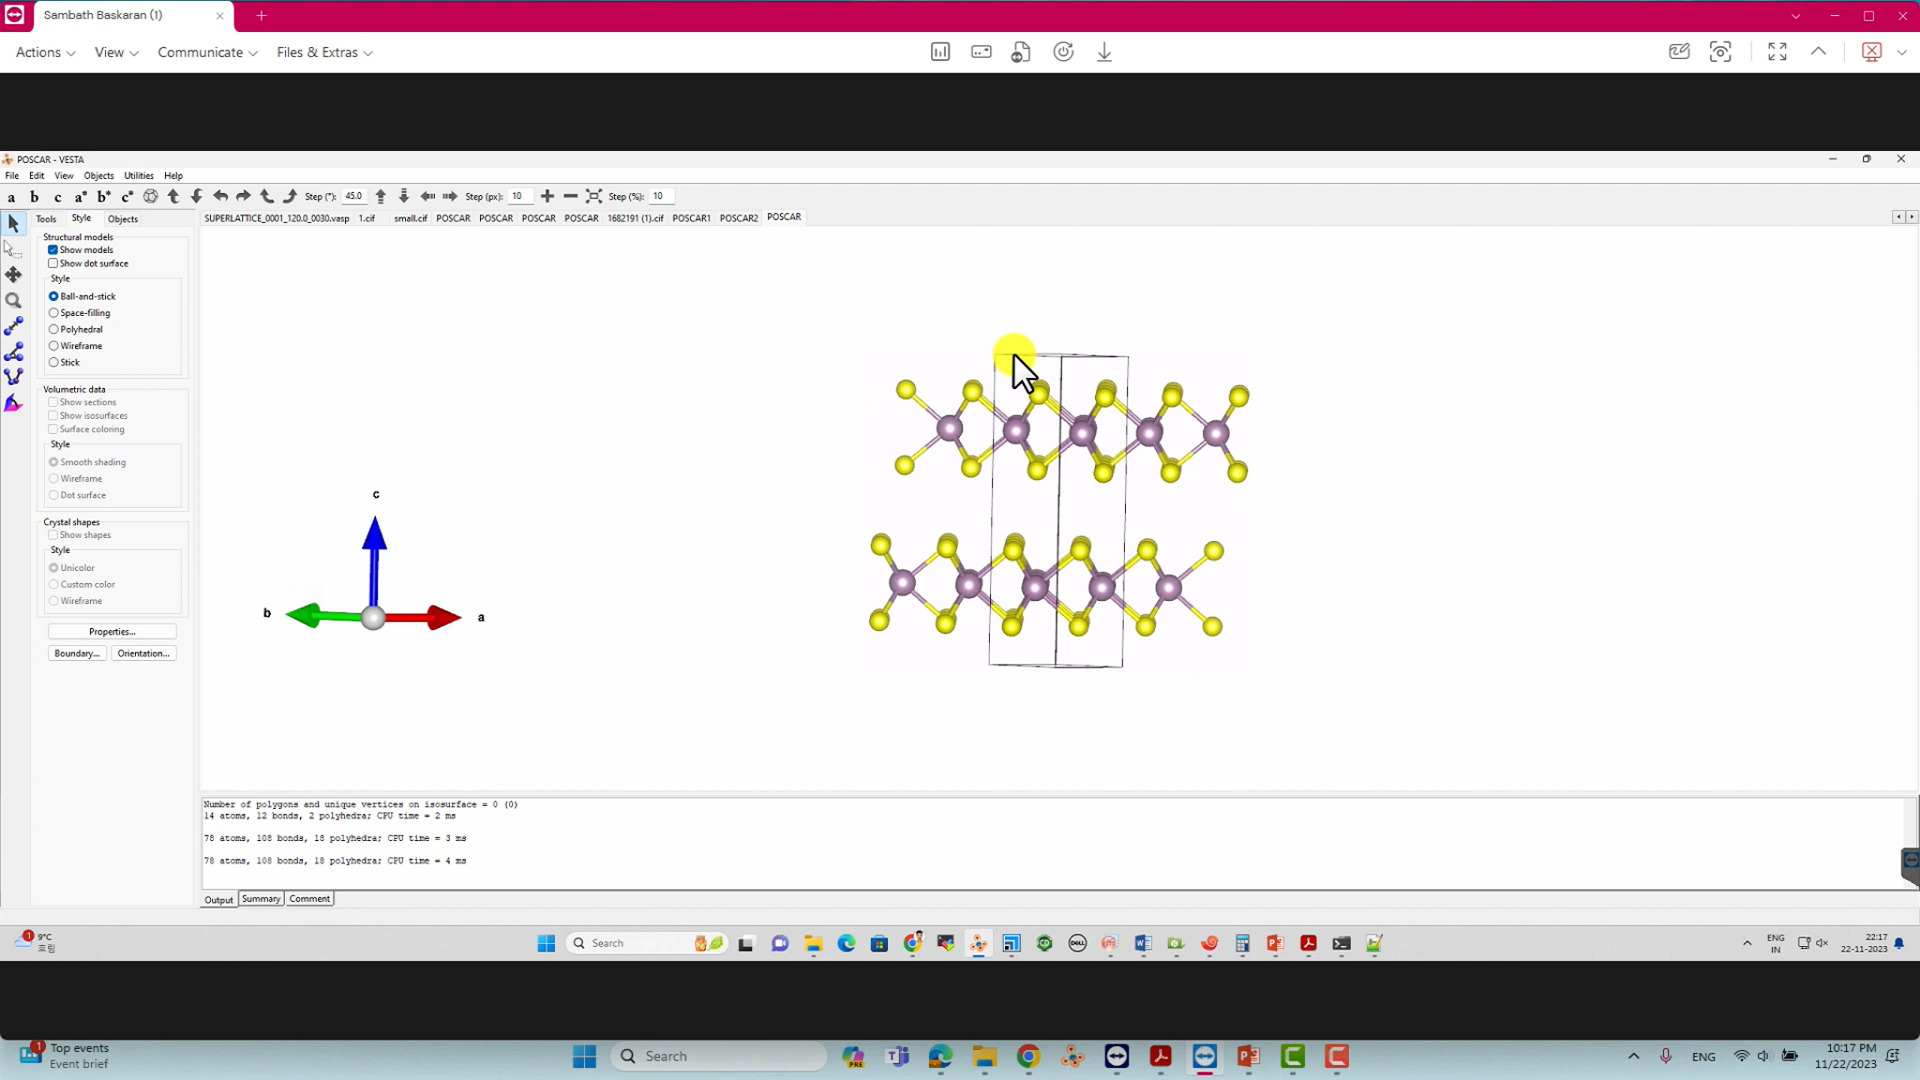 Sambath Baskaran (1)
Actions View Communicate Files & Extras
POSCAR - VESTA
File Edit View Objects Utilities Help
a b c a* b* c* Step (°): 45.0 Step (px): 10 Step (%): 10
Tools Style Objects
SUPERLATTICE_0001_120.0_0030.vasp 1.cif small.cif POSCAR POSCAR POSCAR POSCAR 1682191 (1).cif POSCAR1 POSCAR2 POSCAR
Structural models
Show models
Show dot surface
Style
Ball-and-stick
Space-filling
Polyhedral
Wireframe
Stick
Volumetric data
Show sections
Show isosurfaces
Surface coloring
Style
Smooth shading
Wireframe
Dot surface
Crystal shapes
Show shapes
Style
Unicolor
Custom color
Wireframe
Properties...
Boundary... Orientation...
c
b
a
Number of polygons and unique vertices on isosurface = 0 (0)
14 atoms, 12 bonds, 2 polyhedra; CPU time = 2 ms
78 atoms, 108 bonds, 18 polyhedra; CPU time = 3 ms
78 atoms, 108 bonds, 18 polyhedra; CPU time = 4 ms
Output Summary Comment
1
9°C
흐림
Search
PRE
DELL
ENG
IN
22:17
22-11-2023
1
Top events
Event brief
Search
ENG
10:17 PM
11/22/2023